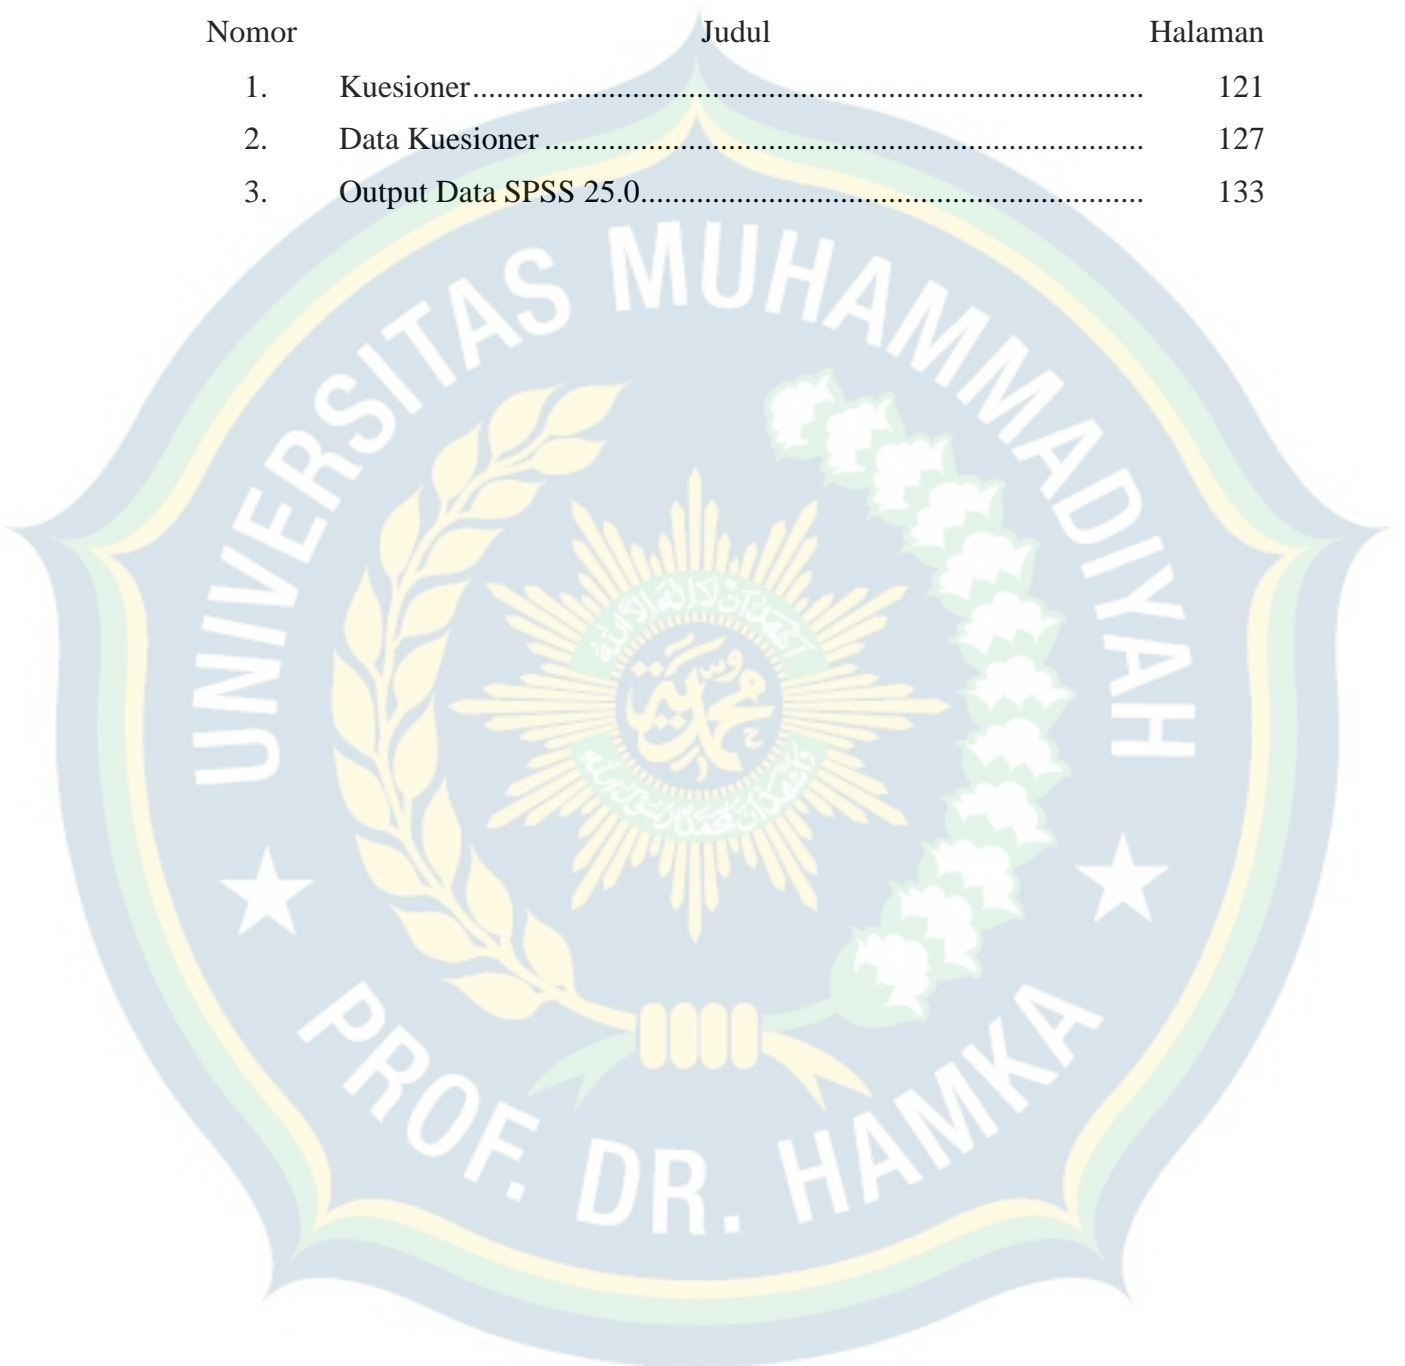 Nomor Judul Halaman
1. Kuesioner........................................................................................ 121
2. Data Kuesioner............................................................................... 127
3. Output Data SPSS 25.0................................................................... 133
UNIVERSITAS MUHAMMADIYAH
محمدية
PROF. DR. HAMKA